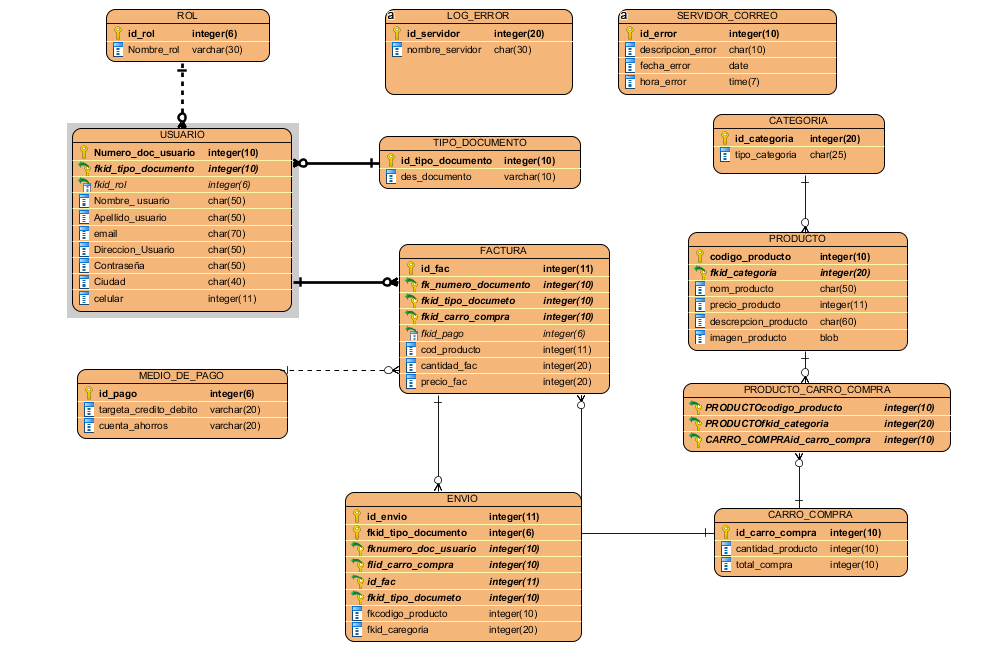 ROL
id_rol integer(6)
Nombre_rol varchar(30)
a
LOG_ERROR
id_servidor integer(20)
nombre_servidor char(30)
a
SERVIDOR_CORREO
id_error integer(10)
descripcion_error char(10)
fecha_error date
hora_error time(7)
USUARIO
Numero_doc_usuario integer(10)
fkid_tipo_documento integer(10)
fkid_rol integer(6)
Nombre_usuario char(50)
Apellido_usuario char(50)
email char(70)
Direccion_Usuario char(50)
Contraseña char(50)
Ciudad char(40)
celular integer(11)
TIPO_DOCUMENTO
id_tipo_documento integer(10)
des_documento varchar(10)
CATEGORIA
id_categoria integer(20)
tipo_categoria char(25)
FACTURA
id_fac integer(11)
fk_numero_documento integer(10)
fkid_tipo_documeto integer(10)
fkid_carro_compra integer(10)
fkid_pago integer(6)
cod_producto integer(11)
cantidad_fac integer(20)
precio_fac integer(20)
PRODUCTO
codigo_producto integer(10)
fkid_categoria integer(20)
nom_producto char(50)
precio_producto integer(11)
descrepcion_producto char(60)
imagen_producto blob
MEDIO_DE_PAGO
id_pago integer(6)
targeta_credito_debito varchar(20)
cuenta_ahorros varchar(20)
PRODUCTO_CARRO_COMPRA
PRODUCTOcodigo_producto integer(10)
PRODUCTOfkid_categoria integer(20)
CARRO_COMPRAid_carro_compra integer(10)
ENVIO
id_envio integer(11)
fkid_tipo_documento integer(6)
fknumero_doc_usuario integer(10)
flid_carro_compra integer(10)
id_fac integer(11)
fkid_tipo_documeto integer(10)
fkcodigo_producto integer(10)
fkid_caregoria integer(20)
CARRO_COMPRA
id_carro_compra integer(10)
cantidad_producto integer(10)
total_compra integer(10)